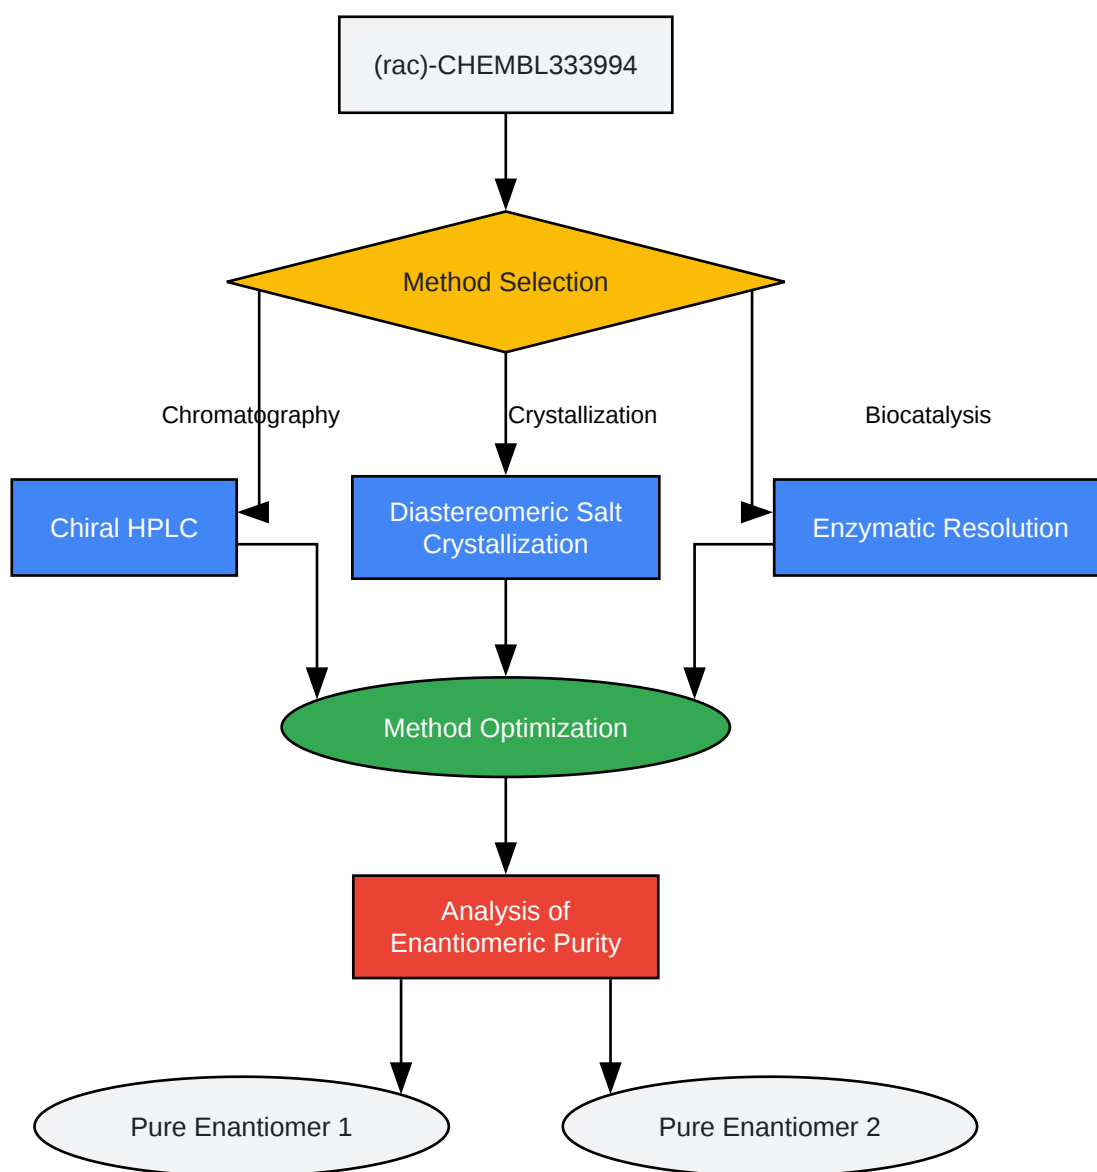 (rac)-CHEMBL333994
Method Selection
Chromatography
Crystallization
Biocatalysis
Chiral HPLC
Diastereomeric Salt
Crystallization
Enzymatic Resolution
Method Optimization
Analysis of
Enantiomeric Purity
Pure Enantiomer 1
Pure Enantiomer 2